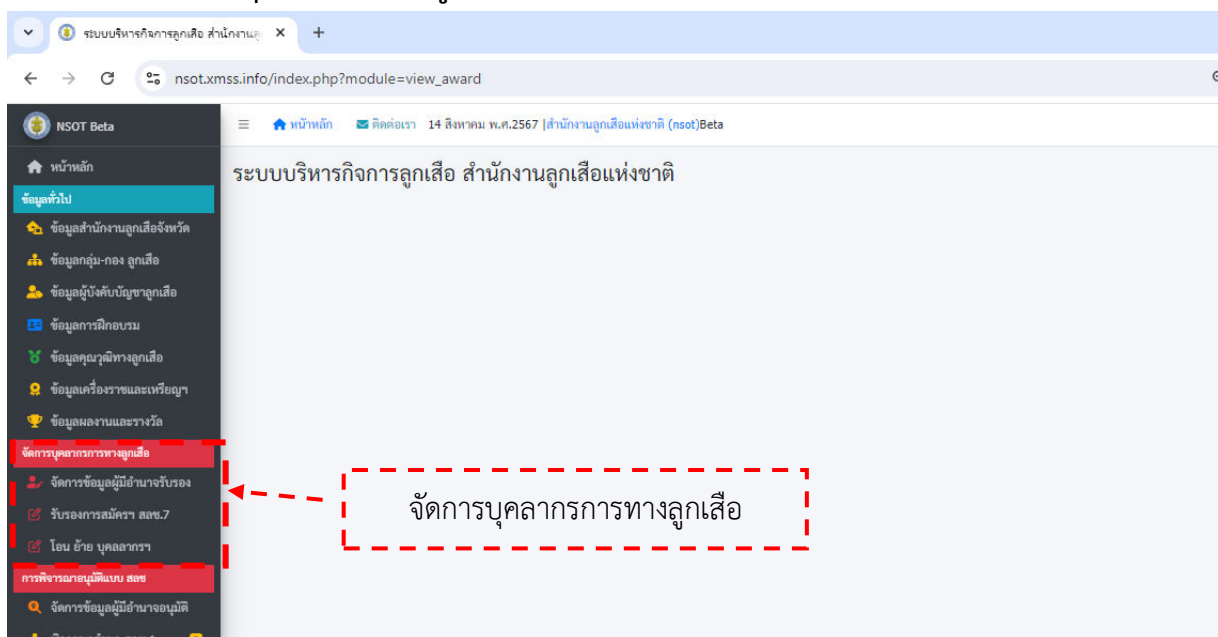 ระบบบริหารกิจการลูกเสือ สำนักงานลู
nsot.xmss.info/index.php?module=view_award
NSOT Beta
หน้าหลัก
ติดต่อเรา
14 สิงหาคม พ.ศ.2567 |สำนักงานลูกเสือแห่งชาติ (nsot)Beta
หน้าหลัก
ระบบบริหารกิจการลูกเสือ สำนักงานลูกเสือแห่งชาติ
ข้อมูลทั่วไป
ข้อมูลสำนักงานลูกเสือจังหวัด
ข้อมูลกลุ่ม-กอง ลูกเสือ
ข้อมูลผู้บังคับบัญชาลูกเสือ
ข้อมูลการฝึกอบรม
ข้อมูลคุณวุฒิทางลูกเสือ
ข้อมูลเครื่องราชและเหรียญฯ
ข้อมูลผลงานและรางวัล
จัดการบุคลากรการทางลูกเสือ
จัดการข้อมูลผู้มีอำนาจรับรอง
จัดการบุคลากรการทางลูกเสือ
รับรองการสมัครฯ สลช.7
โอน ย้าย บุคลลากรฯ
การพิจารณาอนุมัติแบบ สลช
จัดการข้อมูลผู้มีอำนาจอนุมัติ